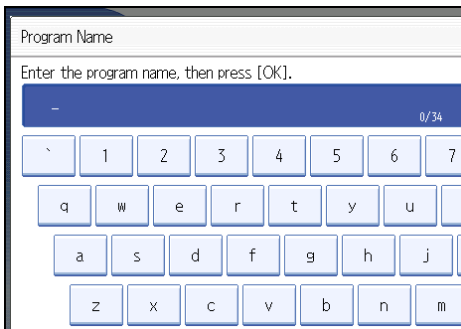 Program Name
Enter the program name, then press [OK].
_
0/34
` 1 2 3 4 5 6 7
q w e r t y u
a s d f g h j
z x c v b n m